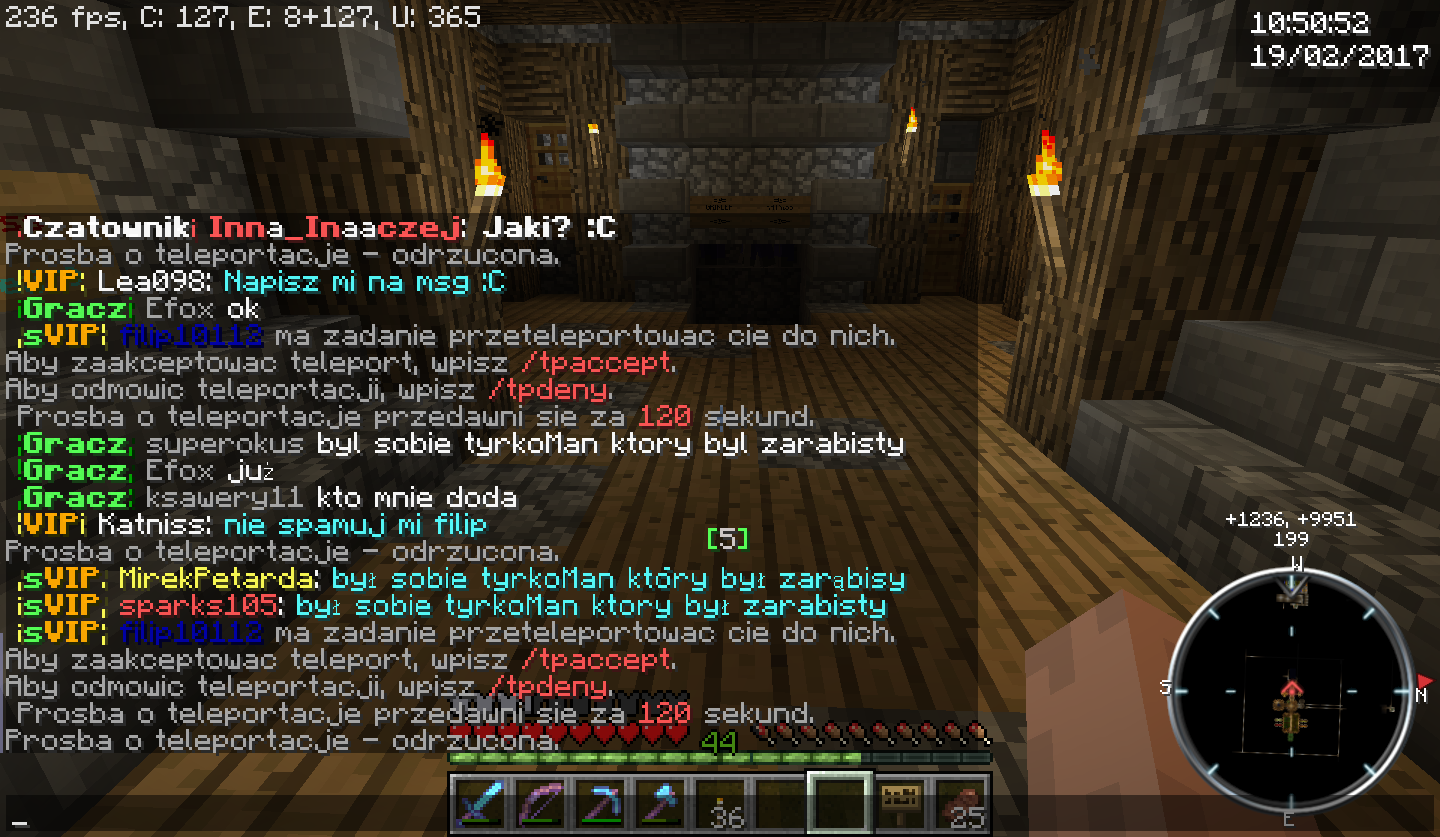 236 fps, C: 127, E: 8+127, U: 365
10:50:52
19/02/2017
.Czatownik¡ Inna_Inaaczej: Jaki? :C
Prosba o teleportacje - odrzucona.
!VIP: Lea098: Napisz mi na msg :C
Gracz Efox ok
sVIP filip10112 ma zadanie przeteleportowac cie do nich.
Aby zaakceptowac teleport, wpisz /tpaccept.
Aby odmowic teleportacji, wpisz /tpdeny.
Prosba o teleportacje przedawni sie za 120 sekund.
Gracz superokus byl sobie tyrkoMan ktory byl zarabisty
Gracz Efox już
Gracz ksawery11 kto mnie doda
VIP Katniss: nie spamuj mi filip
[5]
Prosba o teleportacje - odrzucona.
sVIP MirekPetarda: był sobie tyrkoMan który był zarąbisy
sVIP sparks105: był sobie tyrkoMan ktory był zarabisty
sVIP filip10112 ma zadanie przeteleportowac cie do nich.
Aby zaakceptowac teleport, wpisz /tpaccept.
Aby odmowic teleportacji, wpisz /tpdeny.
Prosba o teleportacje przedawni sie za 120 sekund.
Prosba o teleportacje - odrzucona.
44
36
25
+1236, +9951
199
W
S
N
E